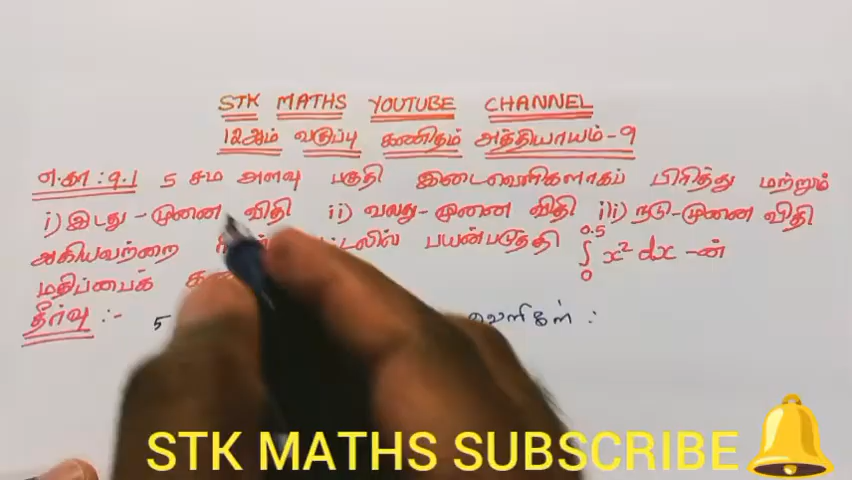 STK MATHS YOUTUBE CHANNEL
12ஆம் வகுப்பு கணிதம் அத்தியாயம்-9
எ.கா : 9.1 5 சம அளவு பகுதி இடைவெளிகளாகப் பிரித்து மற்றும்
i) இடது-முனை விதி ii) வலது-முனை விதி iii) நடு-முனை விதி
ஆகியவற்றை பயன்படுத்தி ∫₀^0.5 x² dx -ன்
மதிப்பைக்
தீர்வு :- 5 வெளிகள் :
STK MATHS SUBSCRIBE